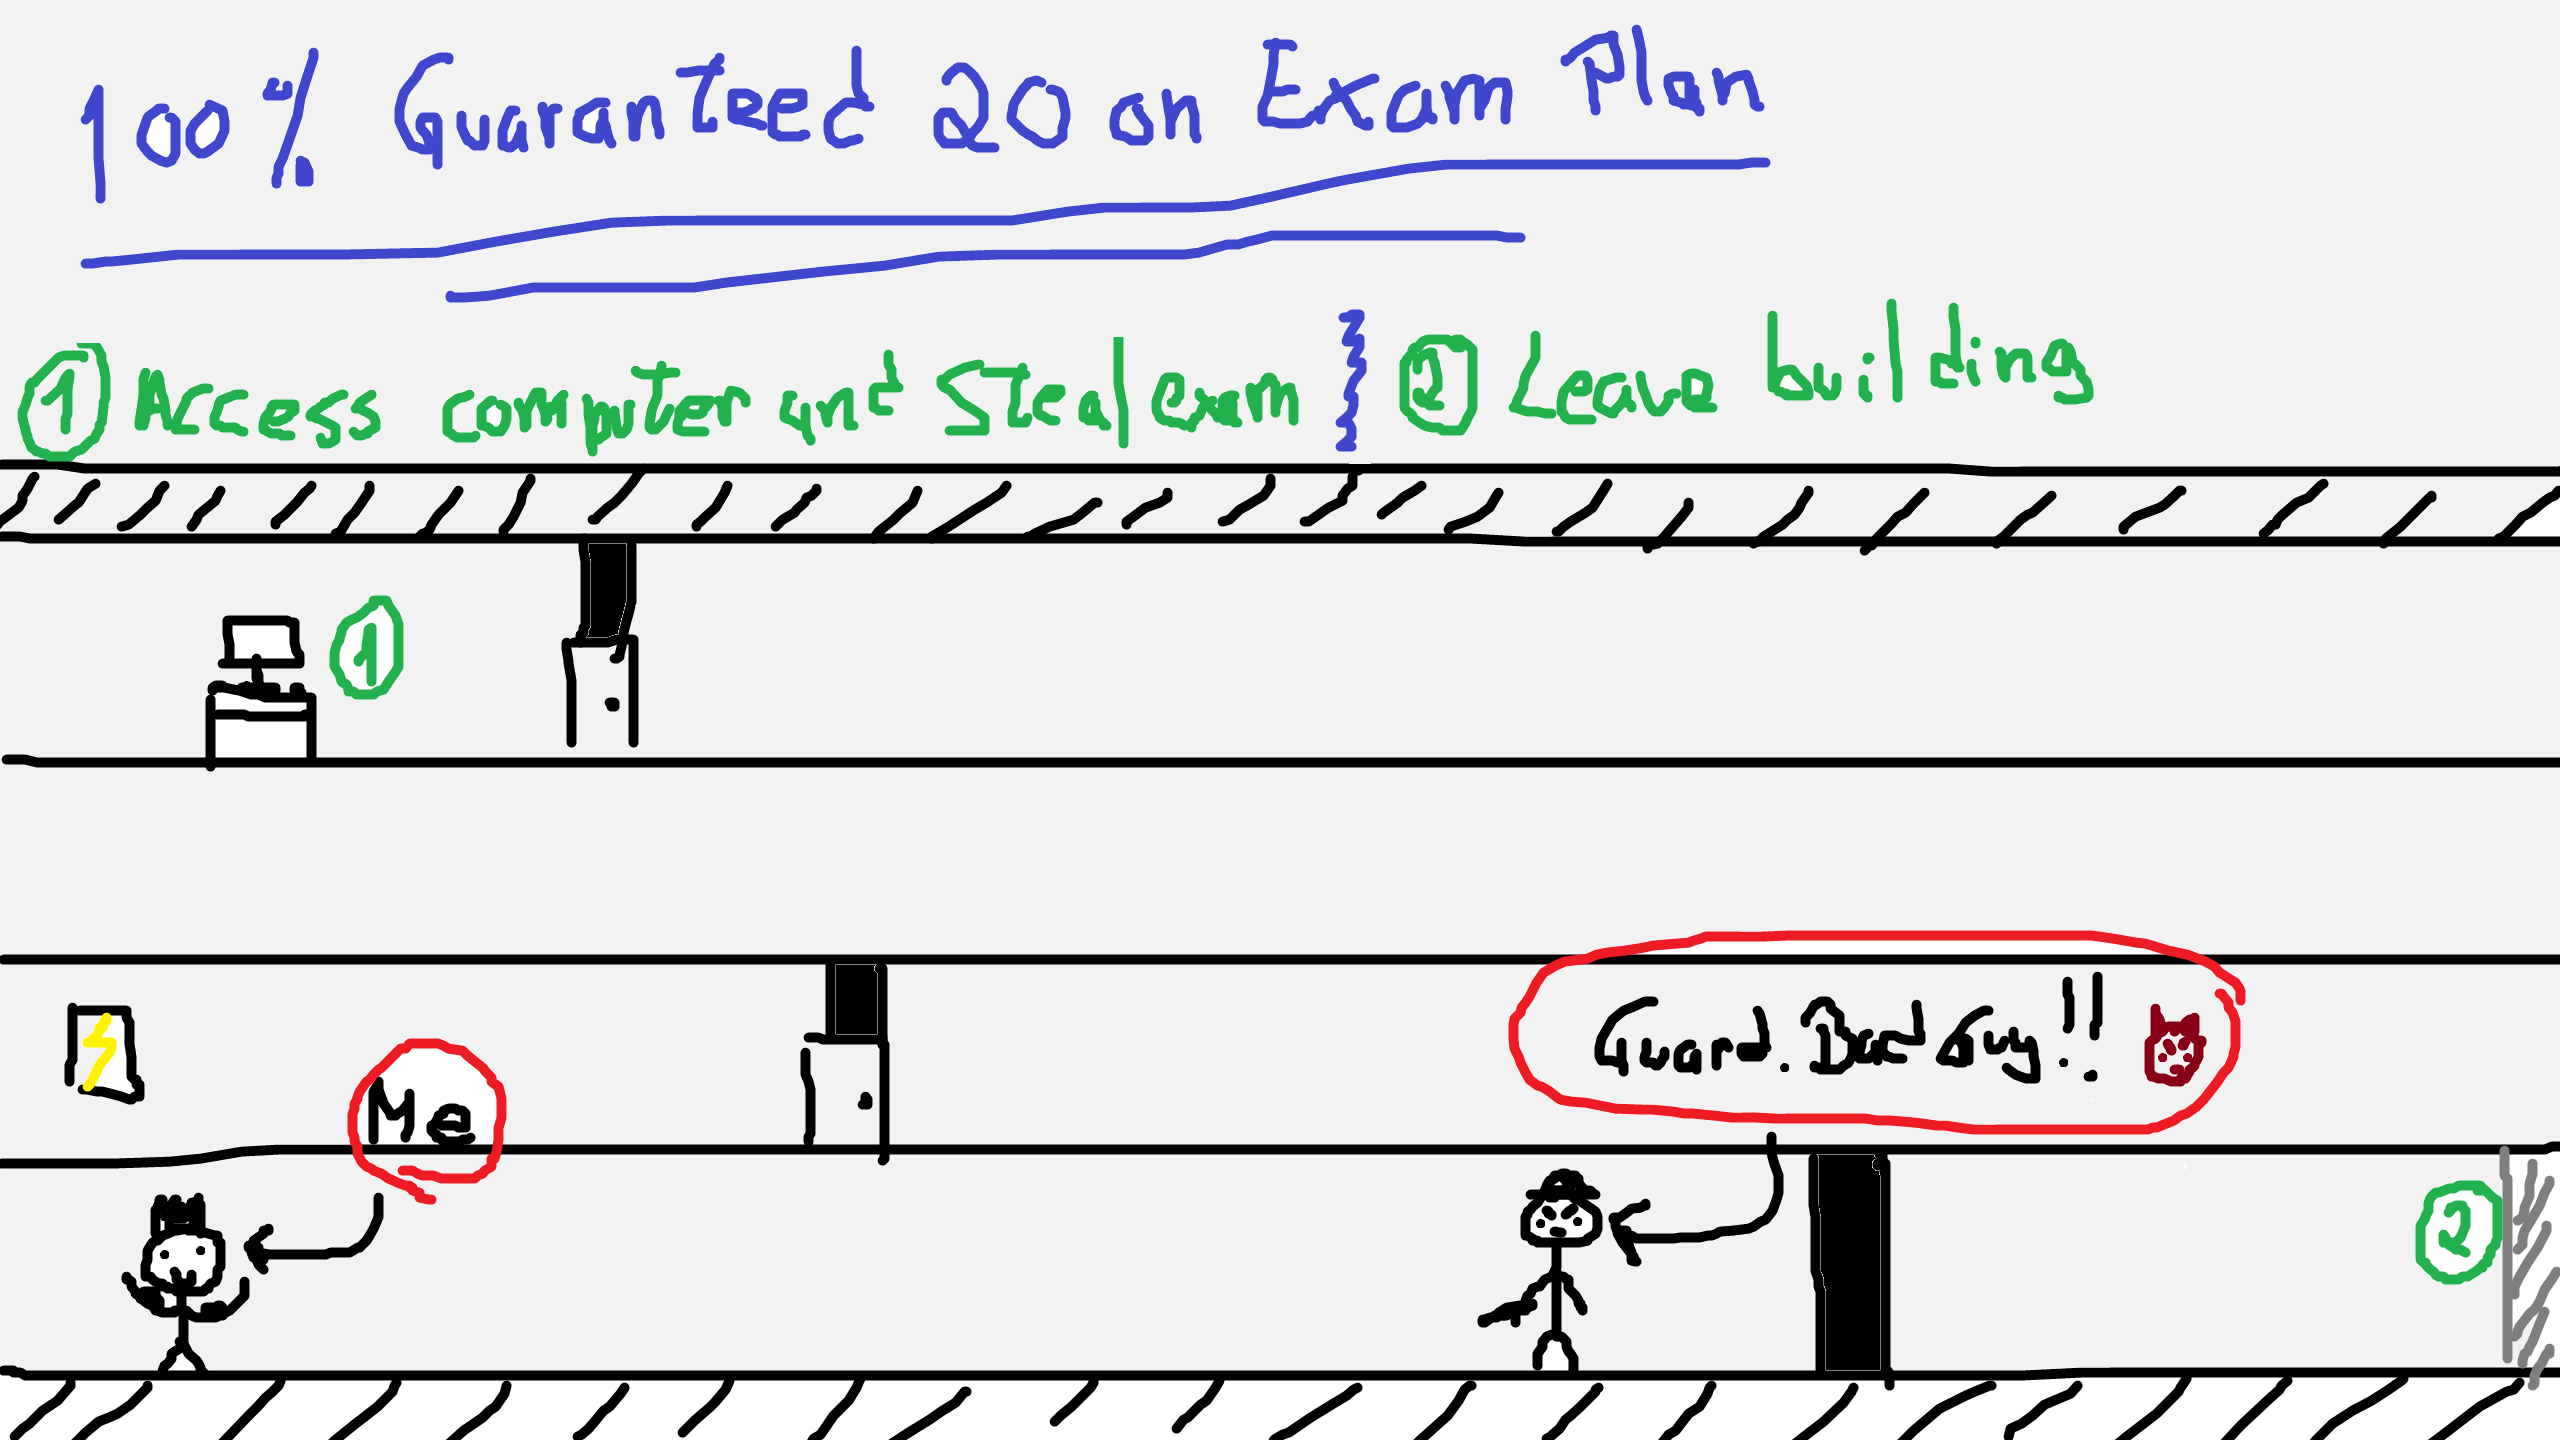 100% Guaranteed 20 on Exam Plan
1 Access computer and Steal exam 2 Leave building
1
Guard. Bad Guy!!
Me
2